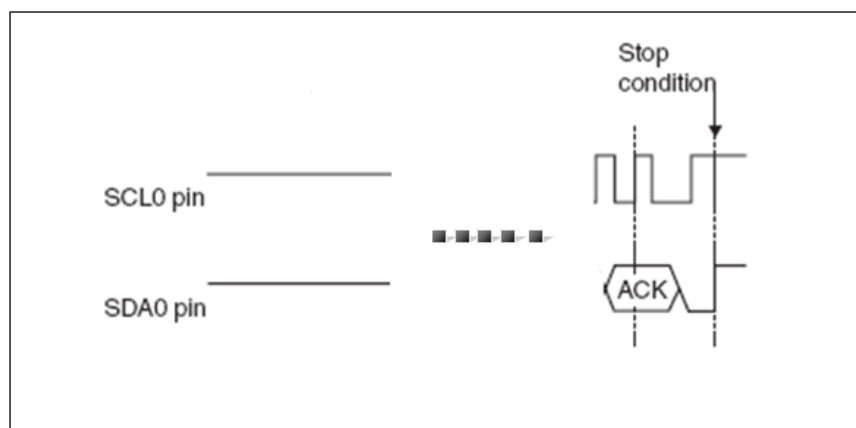 Stop
condition
SCL0 pin
SDA0 pin
ACK